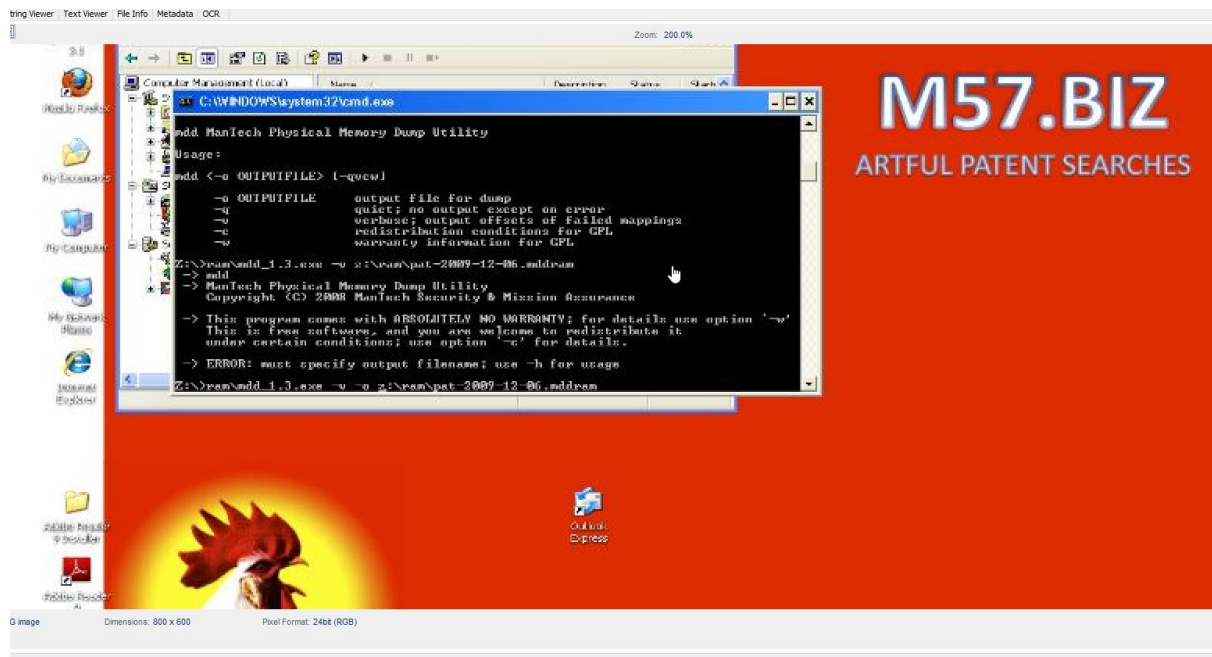 tring Viewer Text Viewer File Info Metadata OCR
Zoom: 200.0%
M57.BIZ
ARTFUL PATENT SEARCHES
Computer Management (Local)
Name
Description
Status
C:\WINDOWS\system32\cmd.exe
mdd ManTech Physical Memory Dump Utility
Usage:
mdd <-o OUTPUTFILE> [-qvcw]
-o OUTPUTFILE output file for dump
-q quiet; no output except on error
-v verbose; output offsets of failed mappings
-c redistribution conditions for GPL
-w warranty information for GPL
Z:\>ram\mdd_1.3.exe -v z:\ram\pat-2009-12-06.mddram
-> mdd
-> ManTech Physical Memory Dump Utility
Copyright (C) 2008 ManTech Security & Mission Assurance
-> This program comes with ABSOLUTELY NO WARRANTY; for details use option `-w'
This is free software, and you are welcome to redistribute it
under certain conditions; use option `-c' for details.
-> ERROR: must specify output filename; use -h for usage
Z:\>ram\mdd_1.3.exe -v -o z:\ram\pat-2009-12-06.mddram
My Documents
My Computer
My Network
Places
Internet
Explorer
Outlook
Express
Adobe Reader
9 Installer
Adobe Reader
G image Dimensions: 800 x 600 Pixel Format: 24bit (RGB)